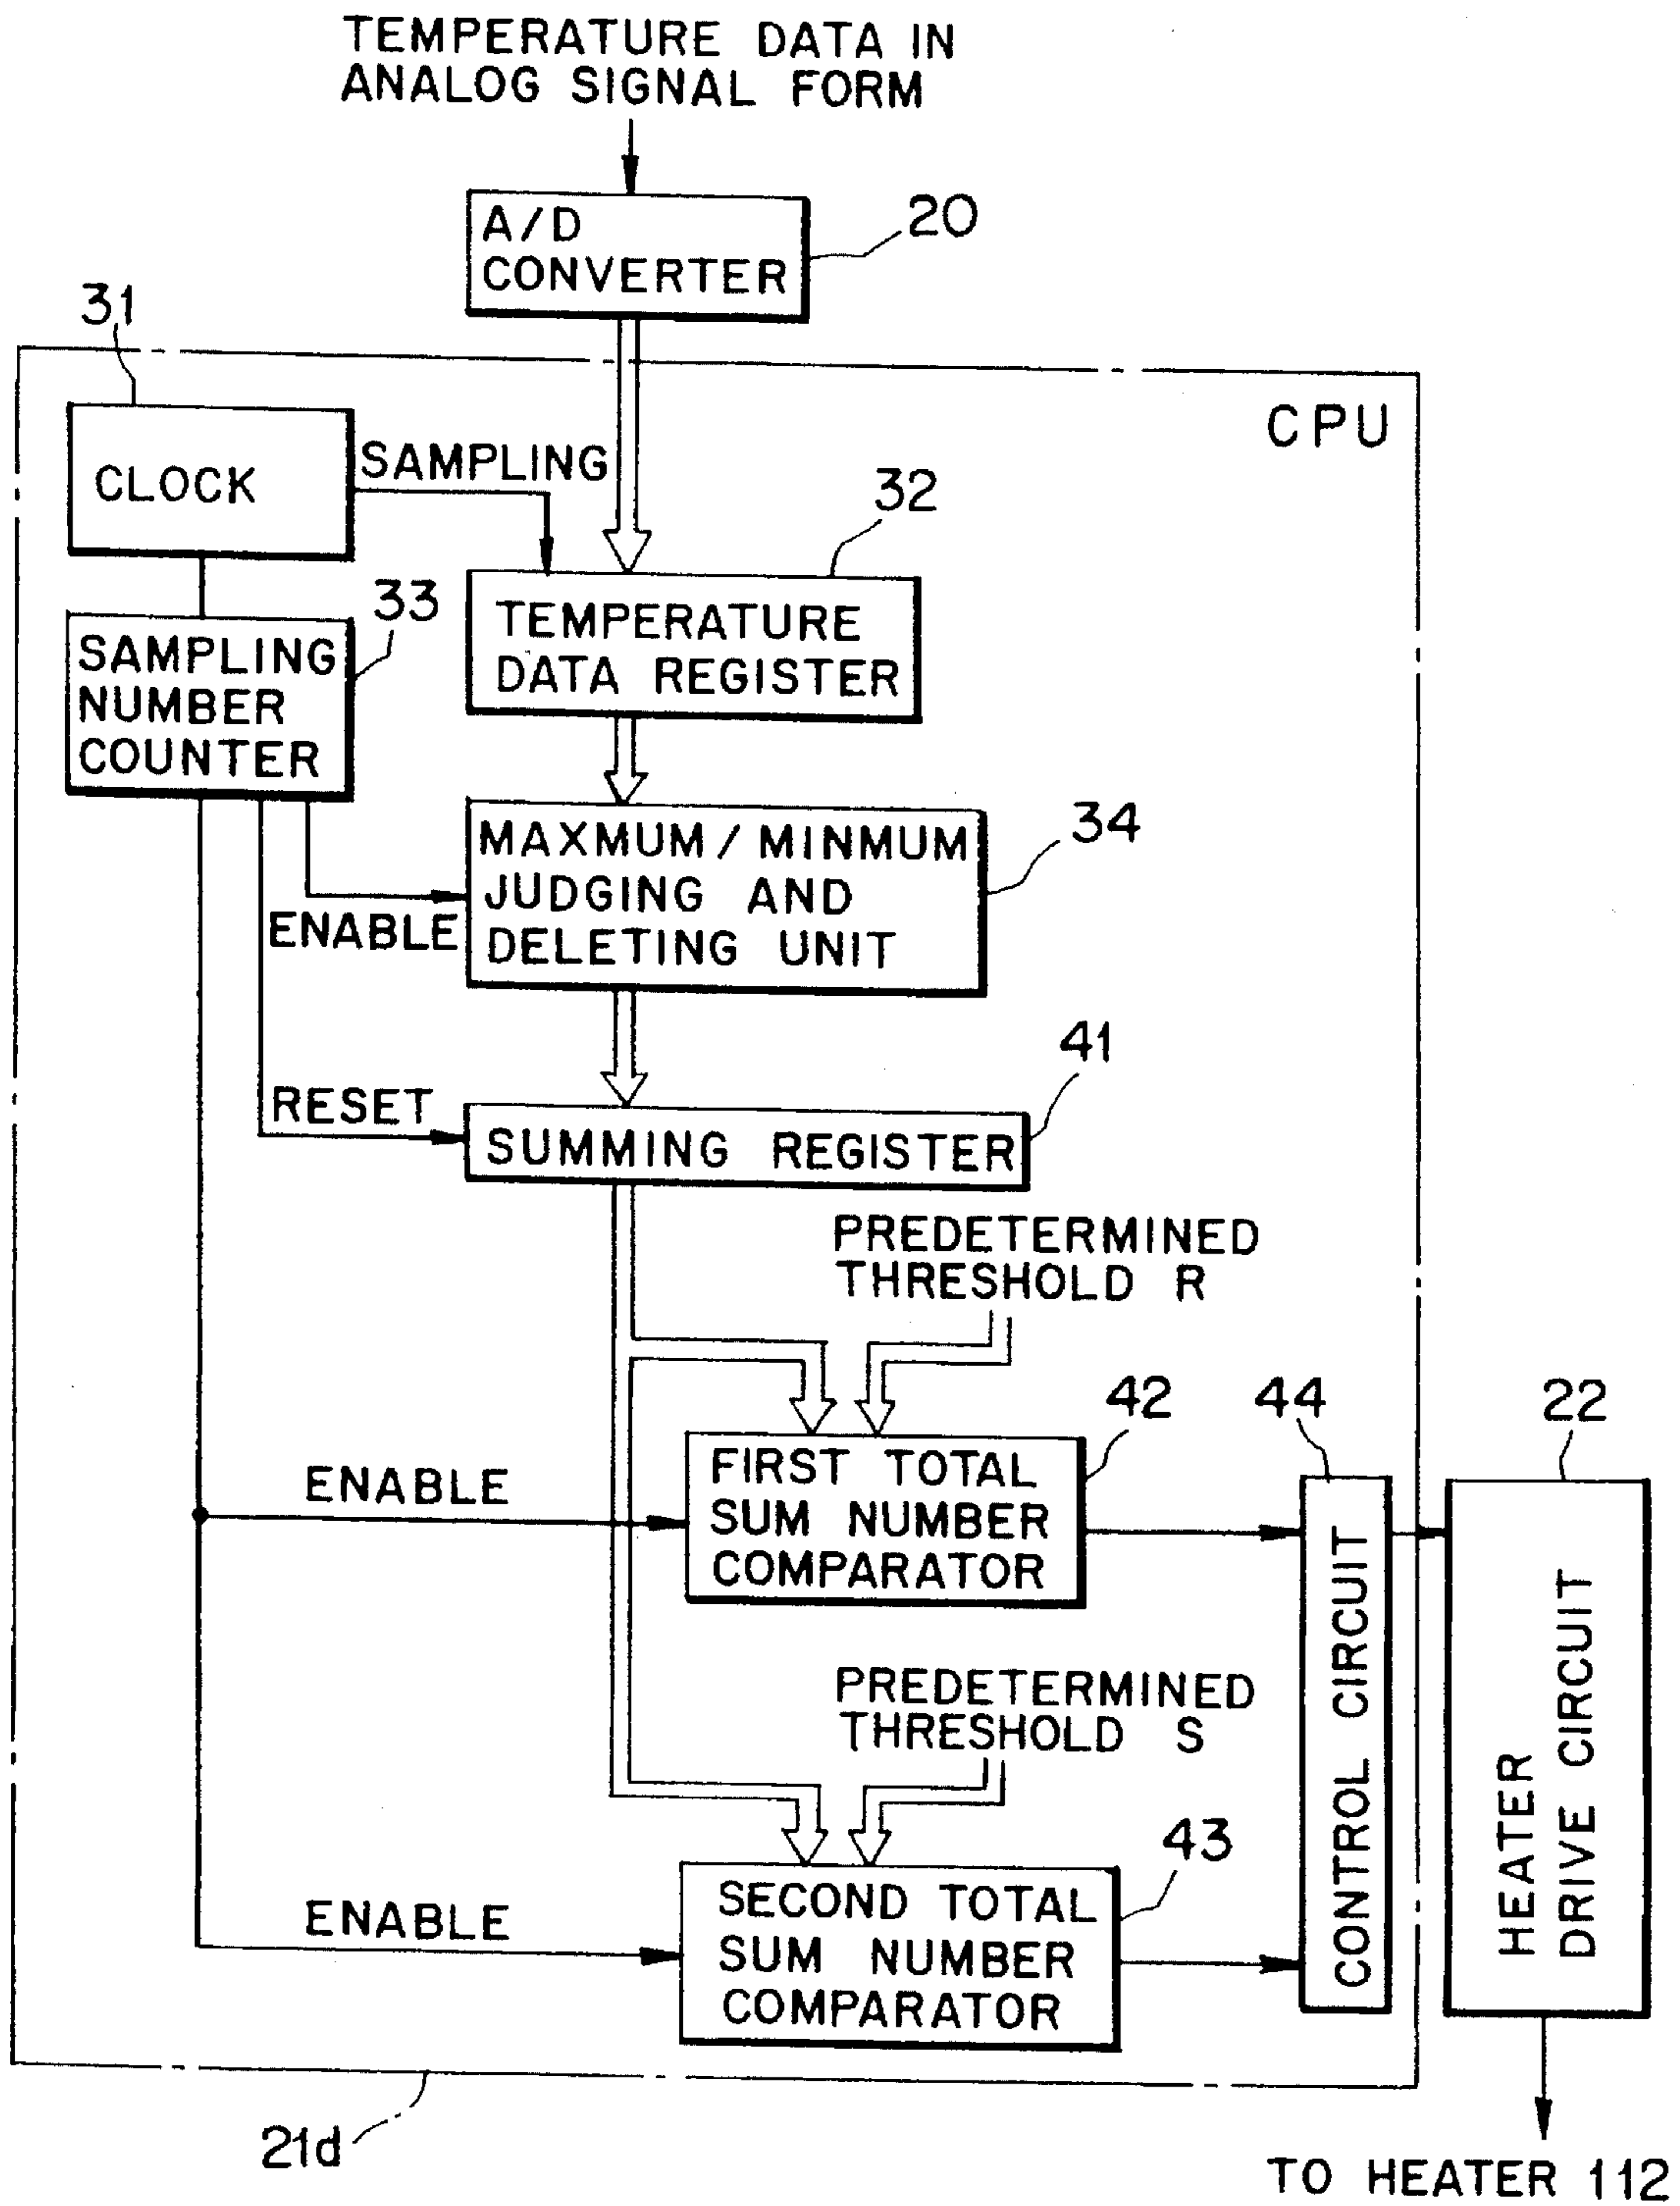 TEMPERATURE DATA IN
ANALOG SIGNAL FORM
A/D
CONVERTER
20
31
CPU
CLOCK
SAMPLING
32
33
TEMPERATURE
DATA REGISTER
SAMPLING
NUMBER
COUNTER
34
MAXMUM / MINMUM
JUDGING AND
DELETING UNIT
ENABLE
41
RESET
SUMMING REGISTER
PREDETERMINED
THRESHOLD R
42
44
22
FIRST TOTAL
SUM NUMBER
COMPARATOR
ENABLE
CONTROL CIRCUIT
HEATER
DRIVE CIRCUIT
PREDETERMINED
THRESHOLD S
43
SECOND TOTAL
SUM NUMBER
COMPARATOR
ENABLE
21d
TO HEATER 112